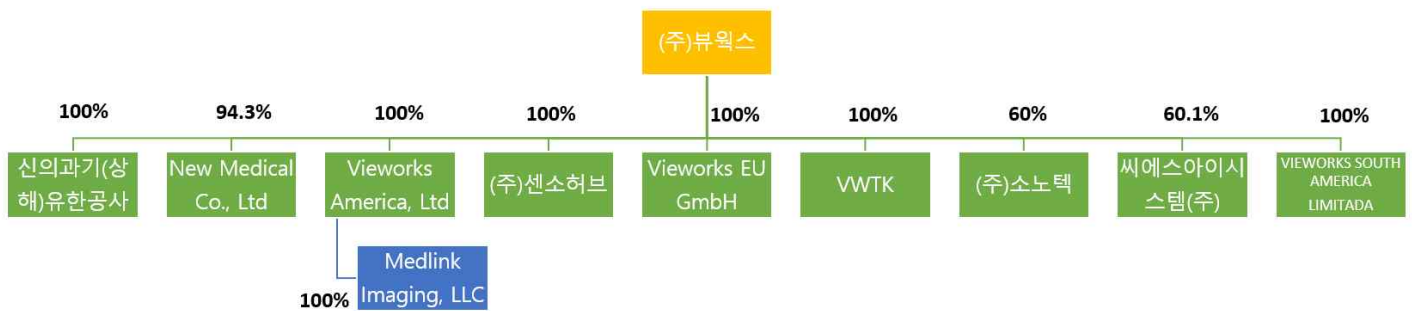 (주)뷰웍스
100% 94.3% 100% 100% 100% 100% 60% 60.1% 100%
신의과기(상
해)유한공사
New Medical
Co., Ltd
Vieworks
America, Ltd
(주)센소허브
Vieworks EU
GmbH
VWTK
(주)소노텍
씨에스아이시
스템(주)
VIEWORKS SOUTH
AMERICA
LIMITADA
Medlink
Imaging, LLC
100%